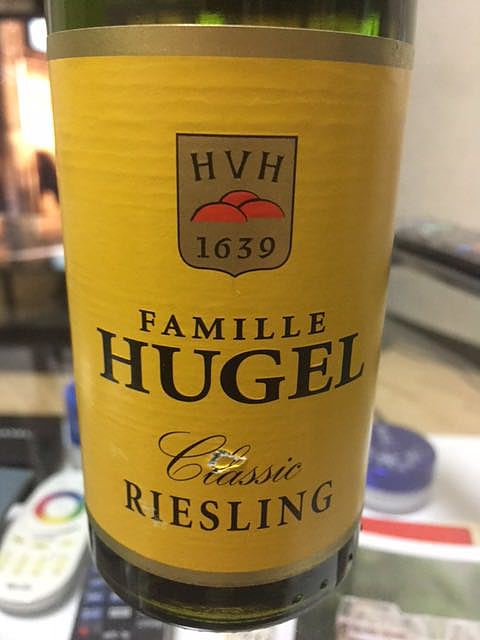 HVH
1639
FAMILLE
HUGEL
Classic
RIESLING